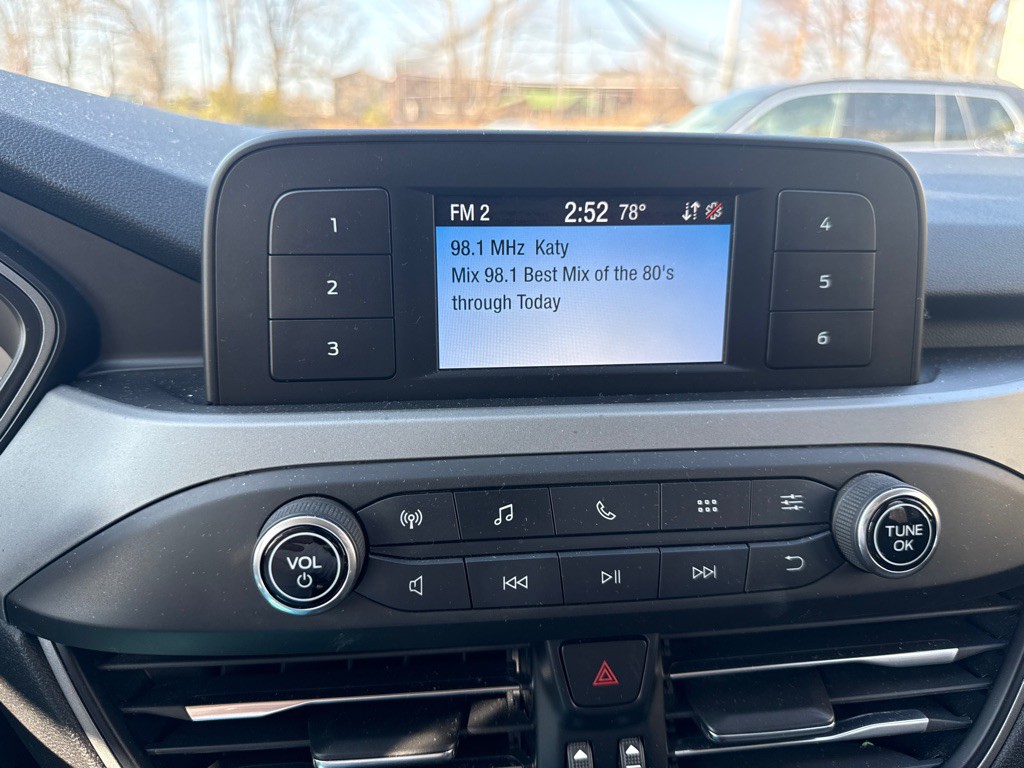 FM 2 2:52 78°
98.1 MHz Katy
Mix 98.1 Best Mix of the 80's
through Today
1
2
3
4
5
6
VOL
TUNE
OK